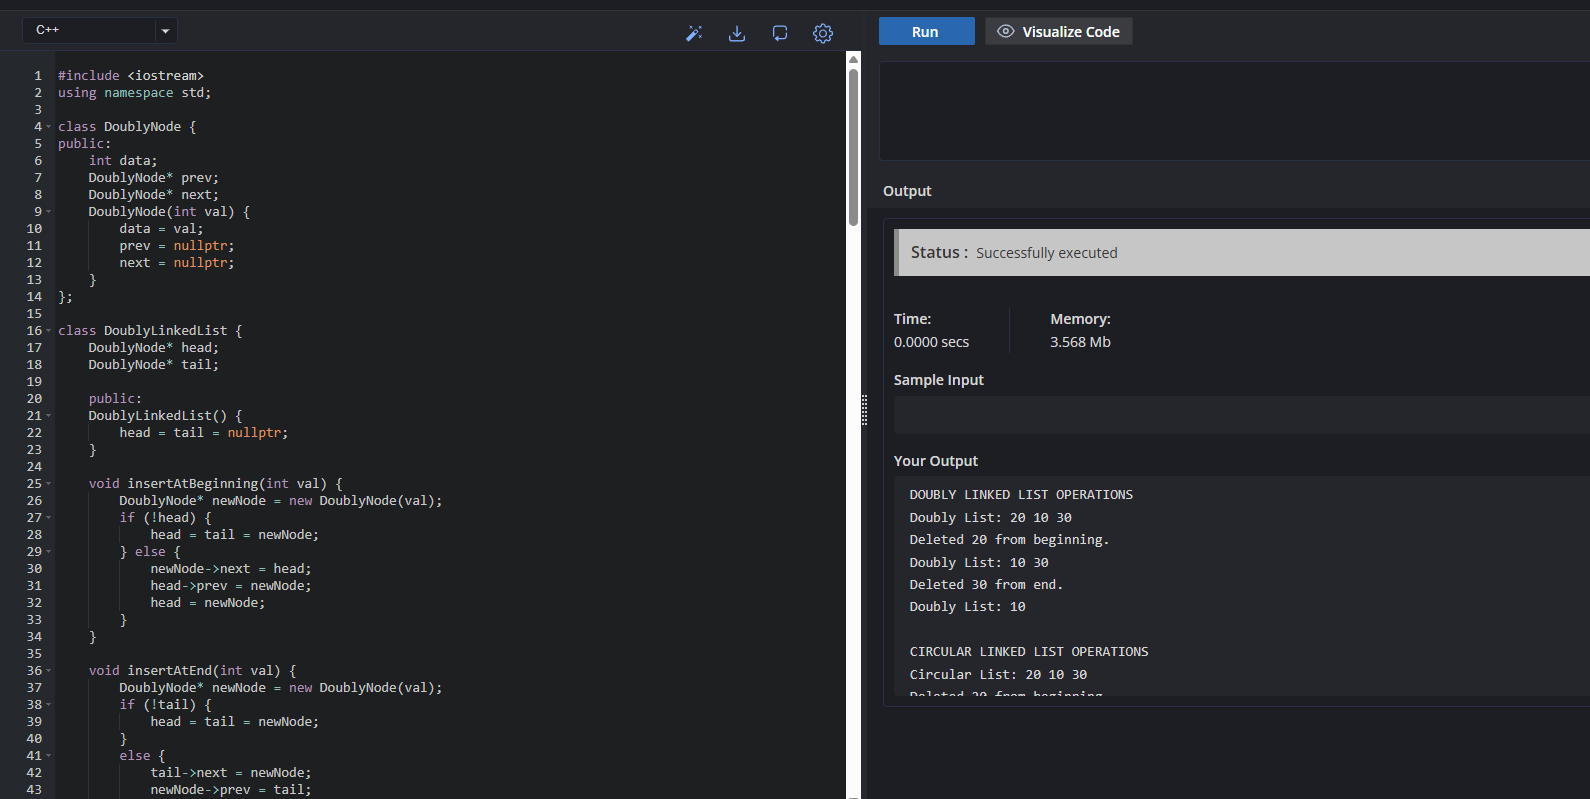 C++
Run
Visualize Code
1 #include <iostream>
2 using namespace std;
3
4 class DoublyNode {
5 public:
6     int data;
7     DoublyNode* prev;
8     DoublyNode* next;
9     DoublyNode(int val) {
10         data = val;
11         prev = nullptr;
12         next = nullptr;
13     }
14 };
15
16 class DoublyLinkedList {
17     DoublyNode* head;
18     DoublyNode* tail;
19
20     public:
21     DoublyLinkedList() {
22         head = tail = nullptr;
23     }
24
25     void insertAtBeginning(int val) {
26         DoublyNode* newNode = new DoublyNode(val);
27         if (!head) {
28             head = tail = newNode;
29         } else {
30             newNode->next = head;
31             head->prev = newNode;
32             head = newNode;
33         }
34     }
35
36     void insertAtEnd(int val) {
37         DoublyNode* newNode = new DoublyNode(val);
38         if (!tail) {
39             head = tail = newNode;
40         }
41         else {
42             tail->next = newNode;
43             newNode->prev = tail;
Output
Status : Successfully executed
Time: Memory:
0.0000 secs 3.568 Mb
Sample Input
Your Output
DOUBLY LINKED LIST OPERATIONS
Doubly List: 20 10 30
Deleted 20 from beginning.
Doubly List: 10 30
Deleted 30 from end.
Doubly List: 10
CIRCULAR LINKED LIST OPERATIONS
Circular List: 20 10 30
Deleted 20 from beginning